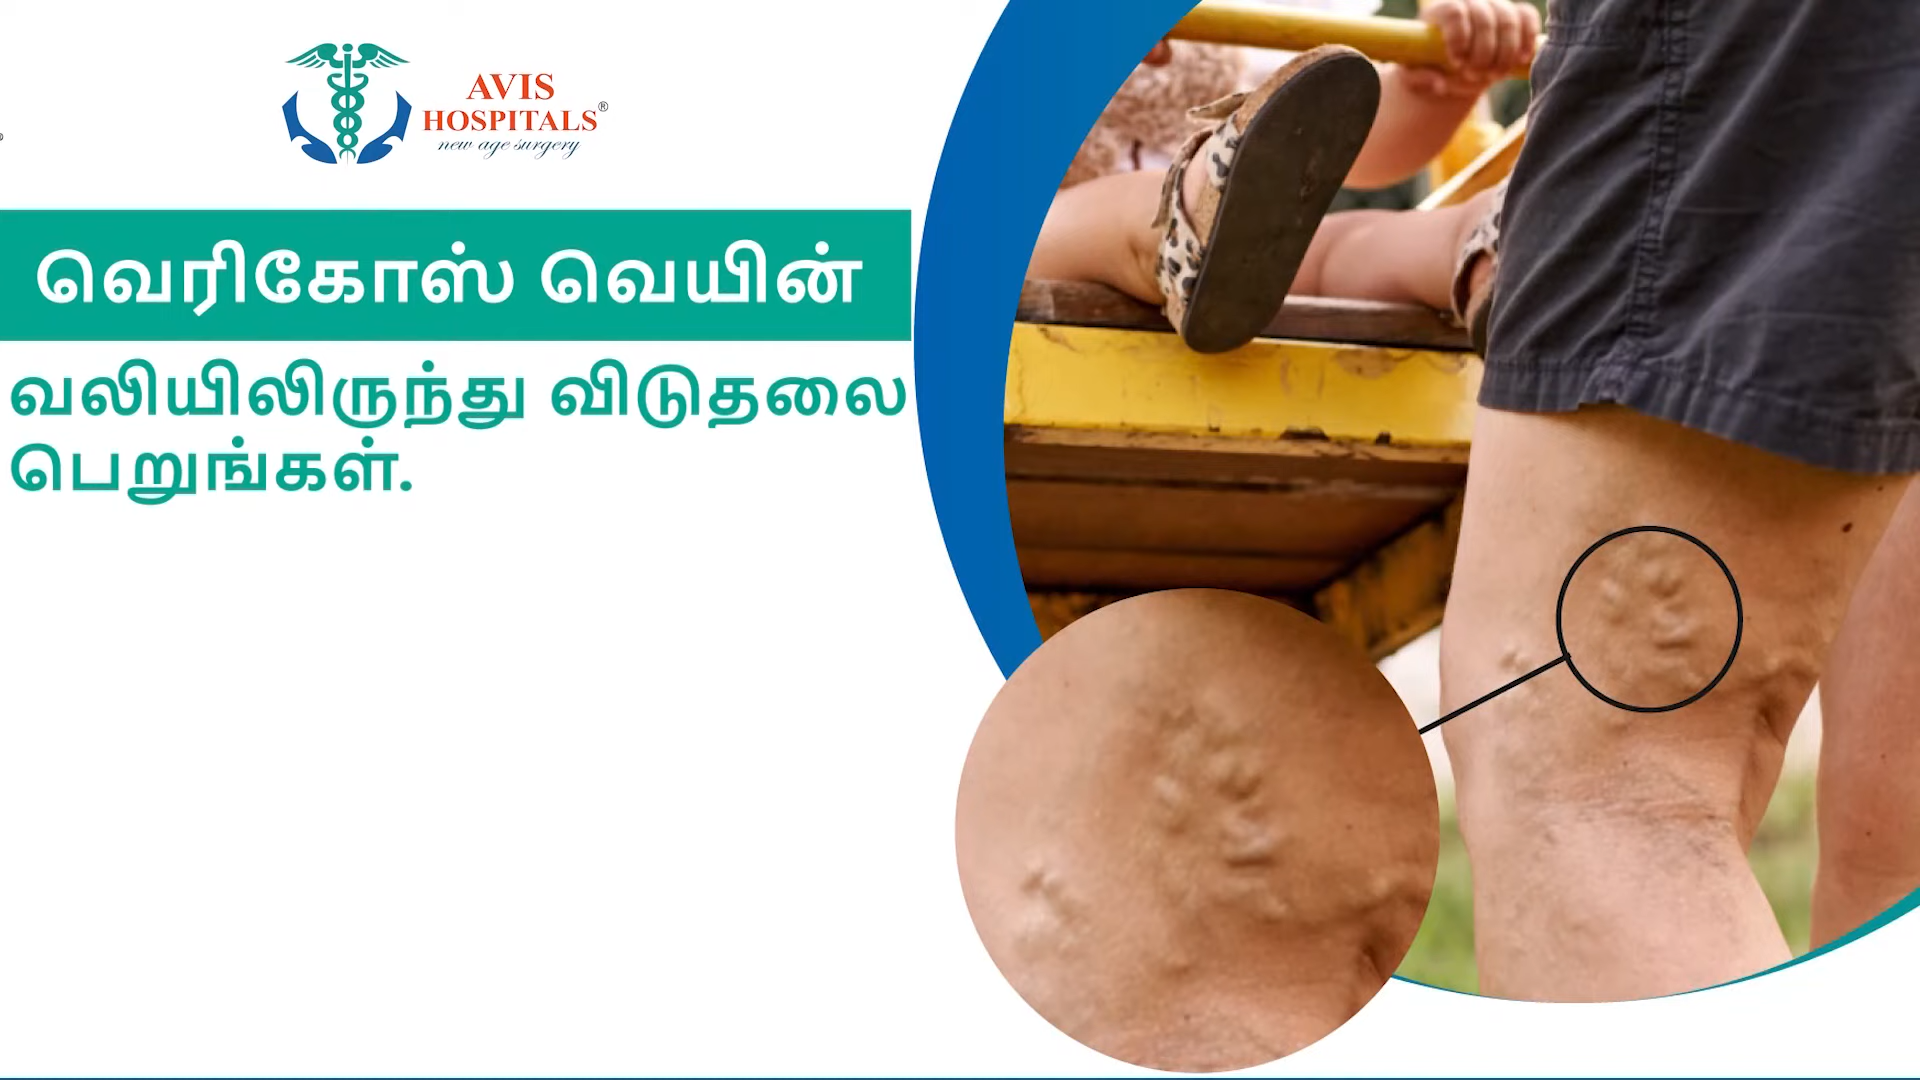 AVIS
HOSPITALS®
new age surgery
வெரிகோஸ் வெயின்
வலியிலிருந்து விடுதலை
பெறுங்கள்.